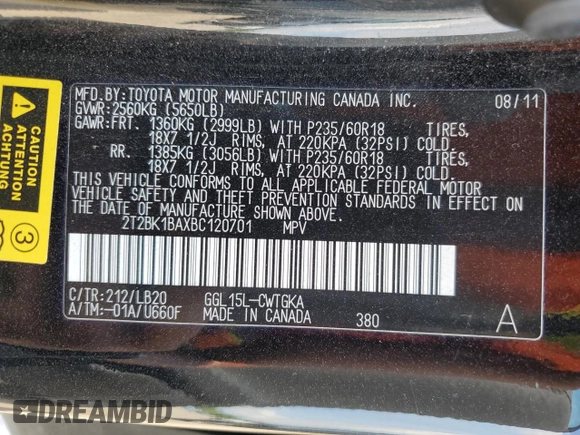 MFD.BY:TOYOTA MOTOR MANUFACTURING CANADA INC. 08/11
GVWR:2560KG (5650LB)
GAWR:FRT. 1360KG (2999LB) WITH P235/60R18 TIRES,
18X7 1/2J RIMS, AT 220KPA (32PSI) COLD.
RR. 1385KG (3056LB) WITH P235/60R18 TIRES,
18X7 1/2J RIMS, AT 220KPA (32PSI) COLD.
THIS VEHICLE CONFORMS TO ALL APPLICABLE FEDERAL MOTOR
VEHICLE SAFETY AND THEFT PREVENTION STANDARDS IN EFFECT ON
THE DATE OF MANUFACTURE SHOWN ABOVE.
2T2BK1BAXBC120701 MPV
C/TR:212/LB20 GGL15L-CWTGKA
A/TM:-01A/U660F MADE IN CANADA 380 A
ATTENTION
ACHTUNG
3
DREAMBID